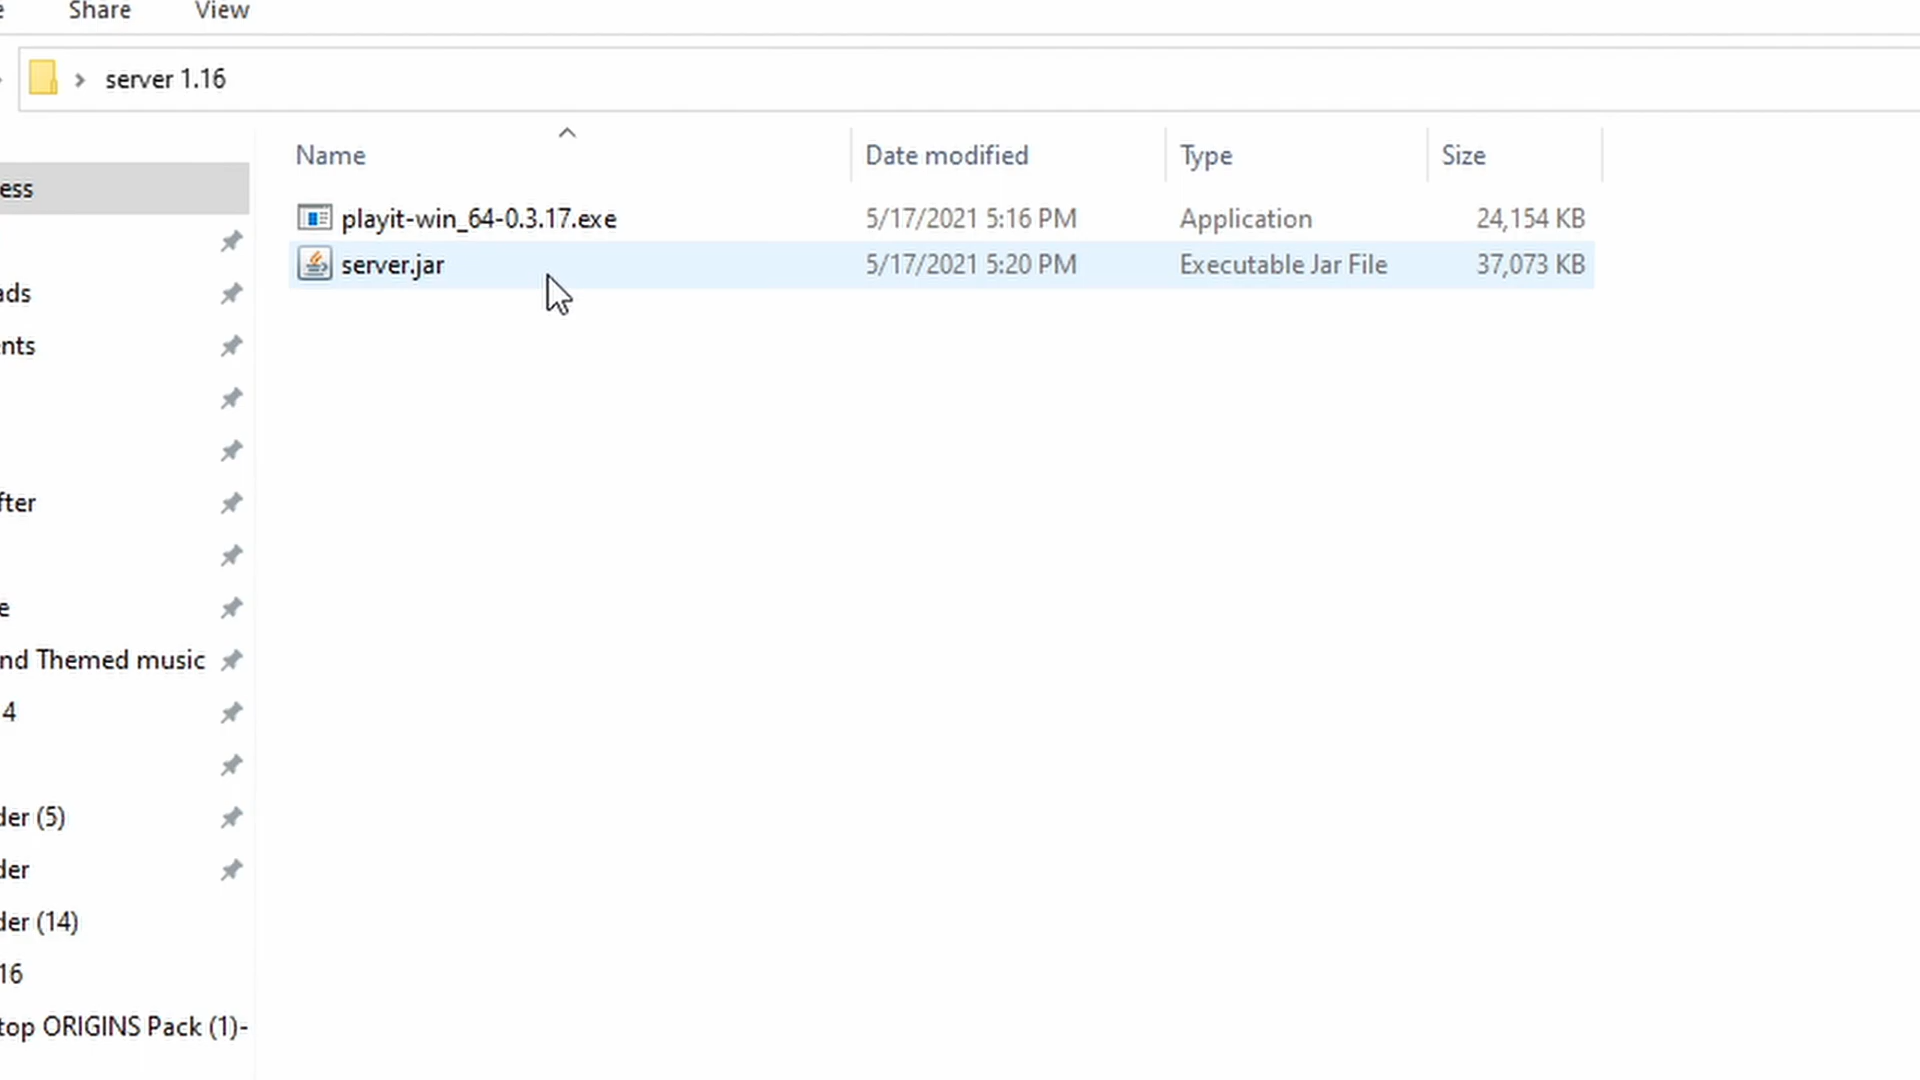 Share View
server 1.16
Name Date modified Type Size
playit-win_64-0.3.17.exe 5/17/2021 5:16 PM Application 24,154 KB
server.jar 5/17/2021 5:20 PM Executable Jar File 37,073 KB
ess
ads
nts
fter
e
nd Themed music
4
der (5)
der
der (14)
16
top ORIGINS Pack (1)-